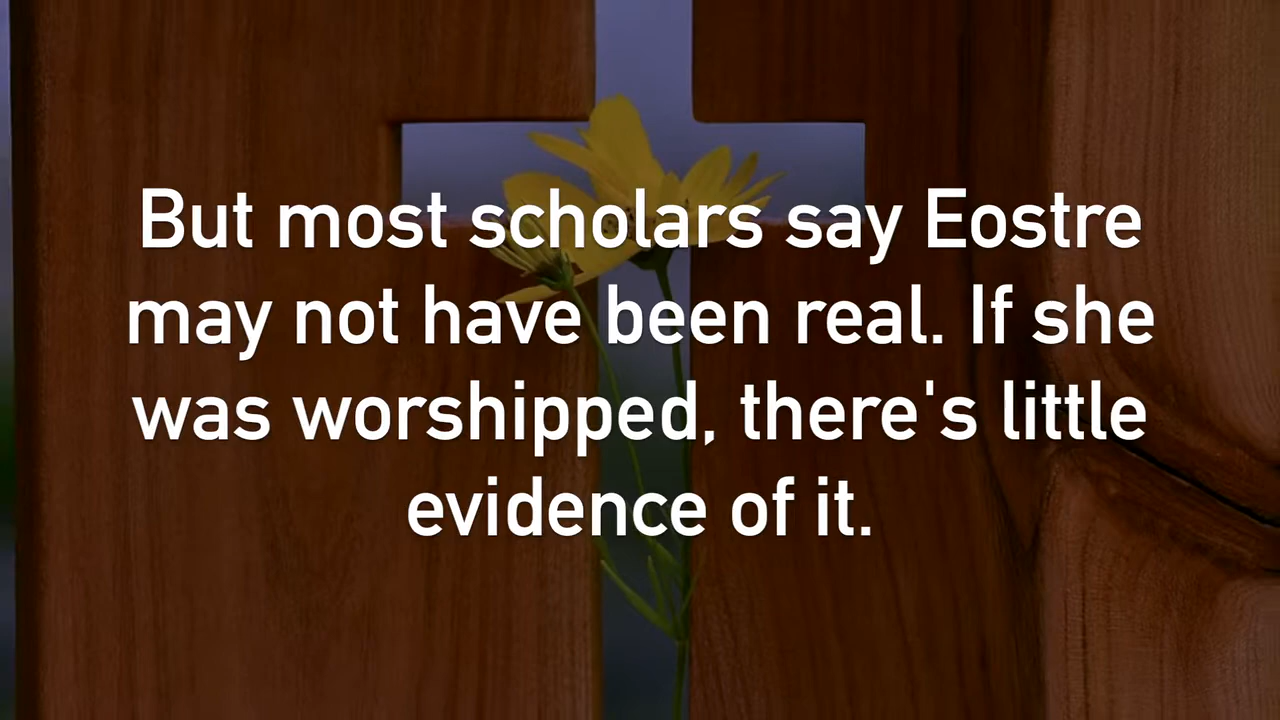 But most scholars say Eostre
may not have been real. If she
was worshipped, there's little
evidence of it.